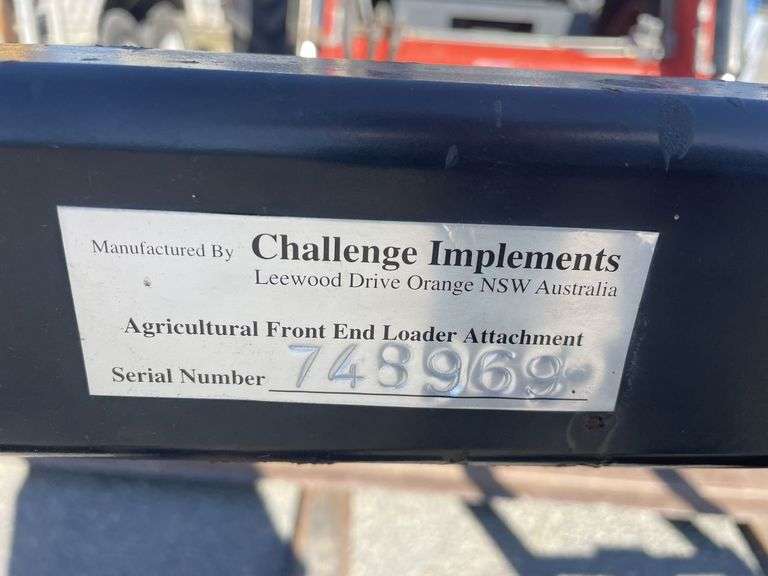 Manufactured By Challenge Implements
Leewood Drive Orange NSW Australia
Agricultural Front End Loader Attachment
Serial Number 748969